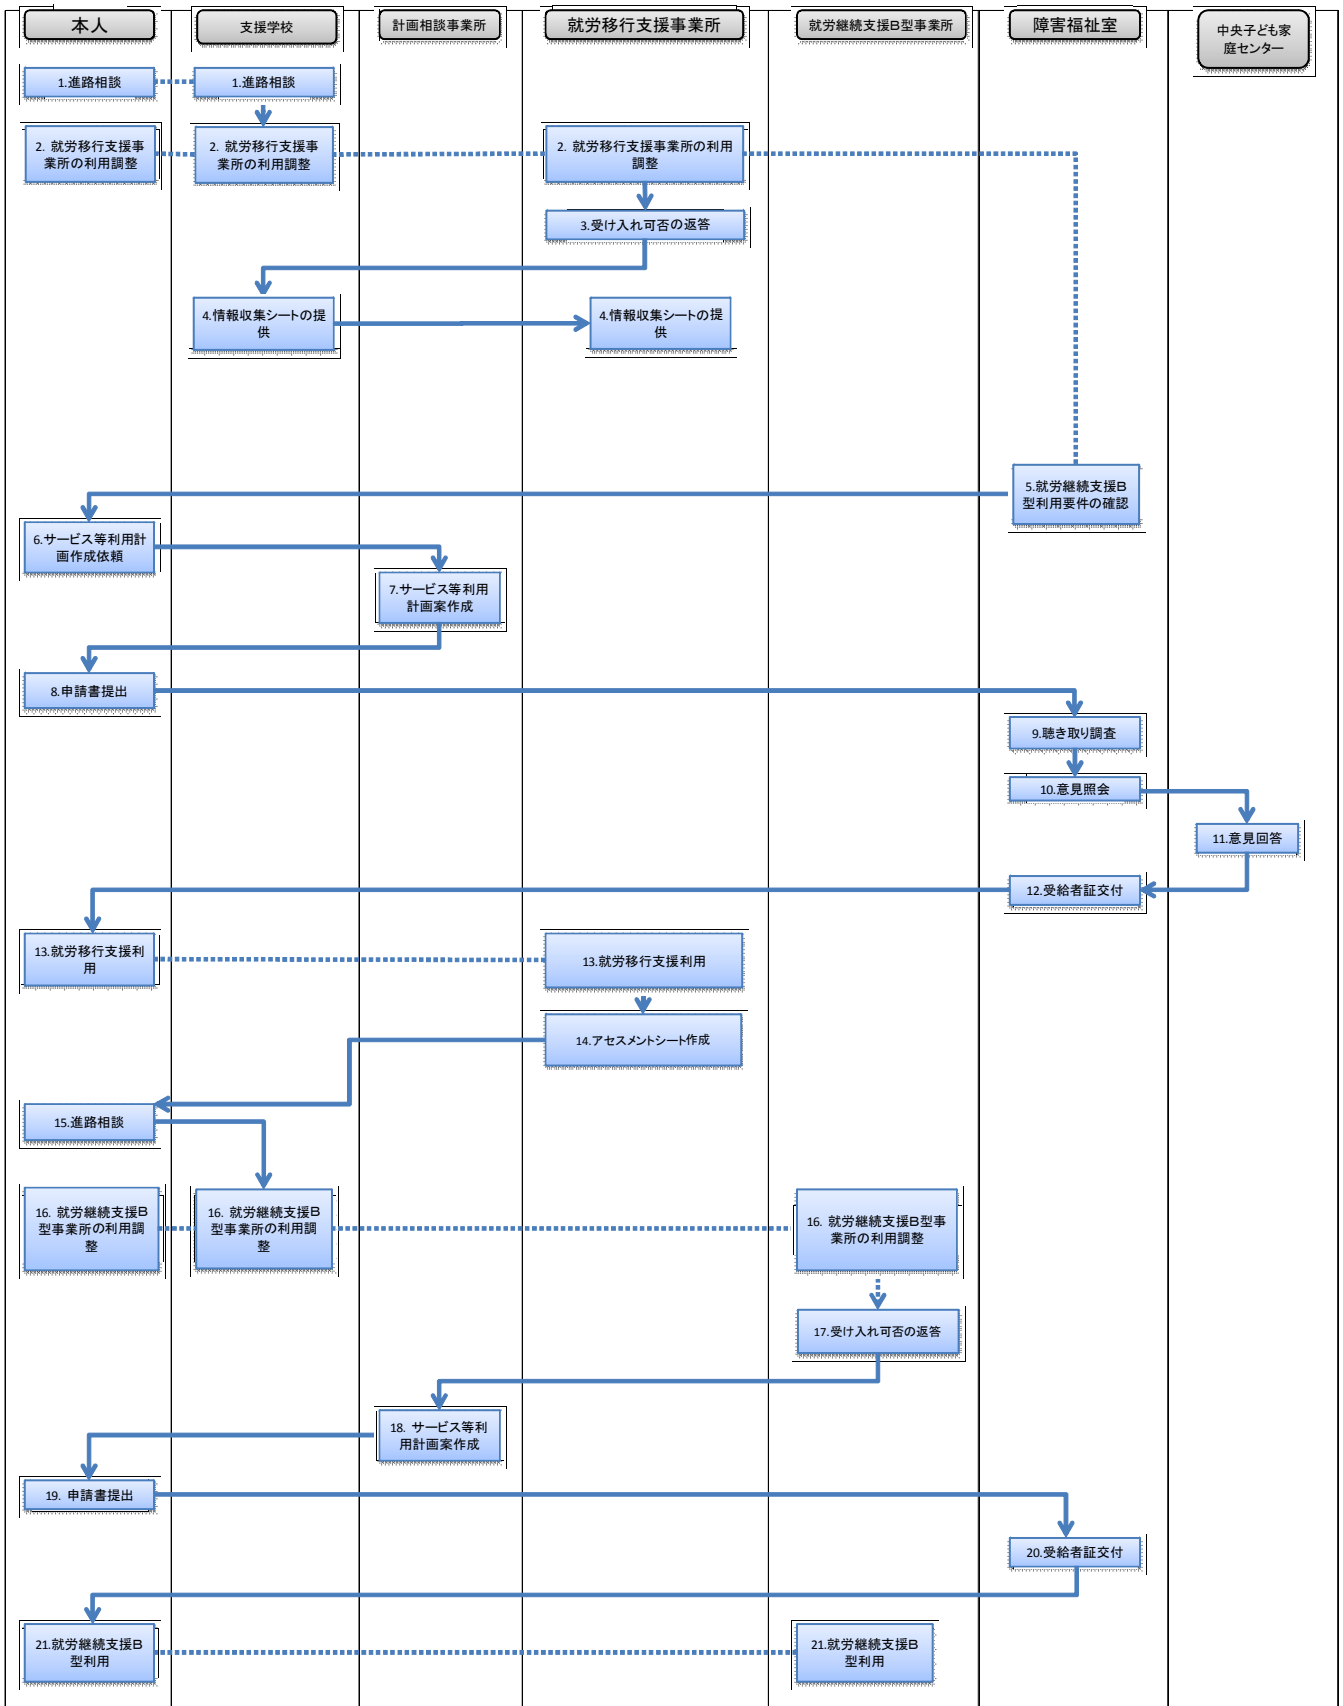 本人
支援学校
計画相談事業所
就労移行支援事業所
就労継続支援B型事業所
障害福祉室
中央子ども家
庭センター
1.進路相談
1.進路相談
2. 就労移行支援事
業所の利用調整
2. 就労移行支援事
業所の利用調整
2. 就労移行支援事業所の利用
調整
3.受け入れ可否の返答
4.情報収集シートの提
供
4.情報収集シートの提
供
5.就労継続支援B
型利用要件の確認
6.サービス等利用計
画作成依頼
7.サービス等利用
計画案作成
8.申請書提出
9.聴き取り調査
10.意見照会
11.意見回答
12.受給者証交付
13.就労移行支援利
用
13.就労移行支援利用
14.アセスメントシート作成
15.進路相談
16. 就労継続支援B
型事業所の利用調
整
16. 就労継続支援B
型事業所の利用調
整
16. 就労継続支援B型事
業所の利用調整
17.受け入れ可否の返答
18. サービス等利
用計画案作成
19. 申請書提出
20.受給者証交付
21.就労継続支援B
型利用
21.就労継続支援B
型利用